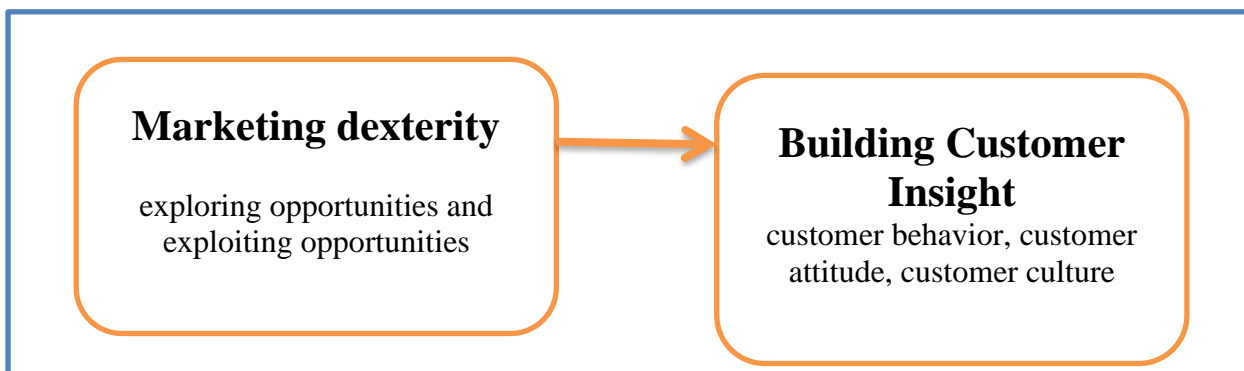 Marketing dexterity
exploring opportunities and
exploiting opportunities
Building Customer
Insight
customer behavior, customer
attitude, customer culture